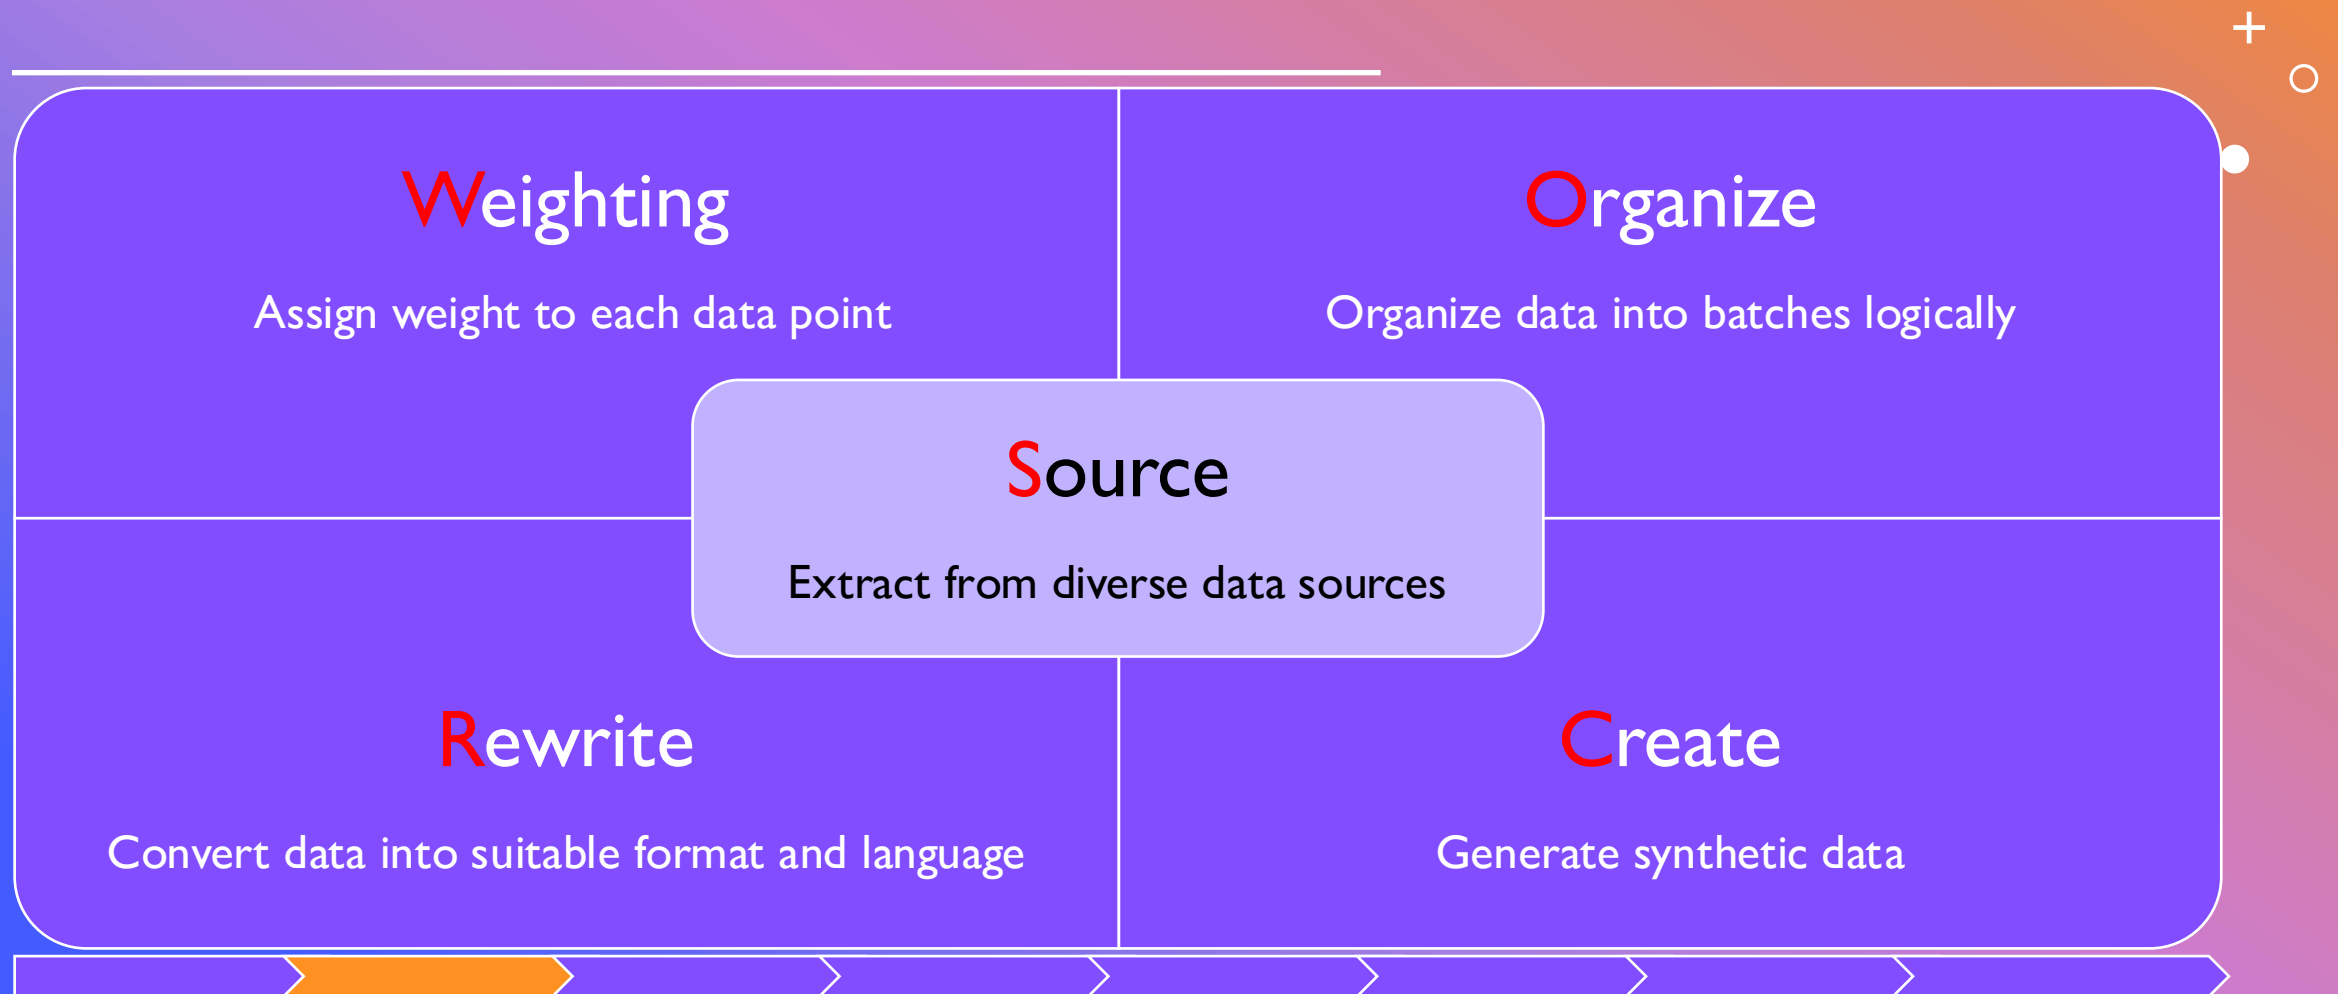 Weighting
Assign weight to each data point
Organize
Organize data into batches logically
Source
Extract from diverse data sources
Rewrite
Convert data into suitable format and language
Create
Generate synthetic data